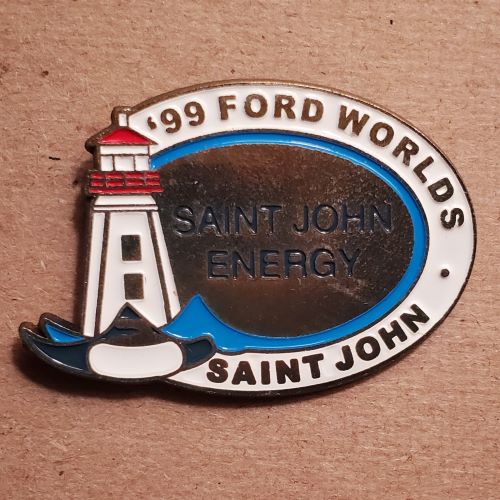 '99 FORD WORLDS
SAINT JOHN
ENERGY
SAINT JOHN